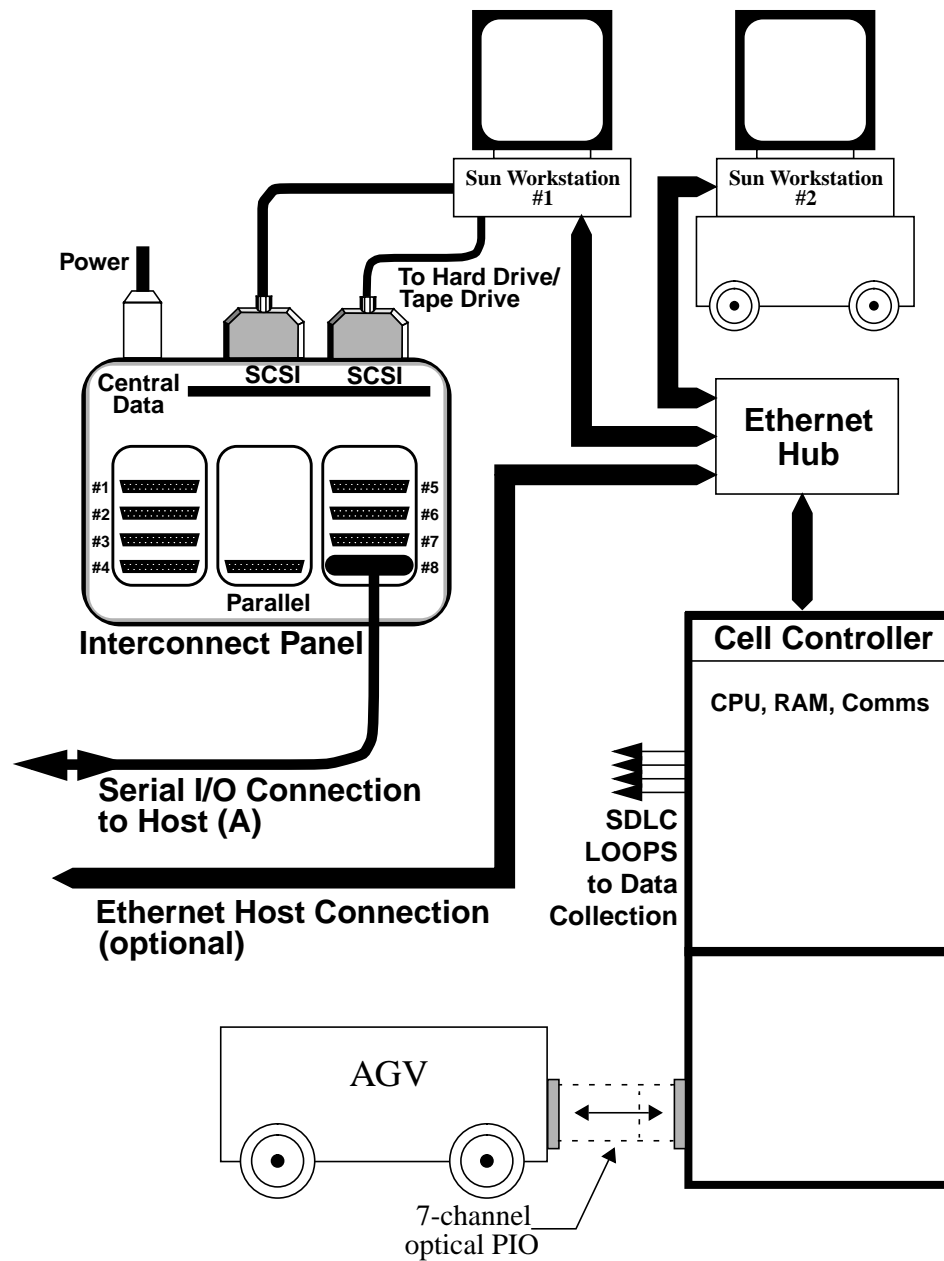 Sun Workstation
#1
Sun Workstation
#2
Power
To Hard Drive/
Tape Drive
Central
Data
SCSI
SCSI
Ethernet
Hub
#1
#2
#3
#4
#5
#6
#7
#8
Parallel
Interconnect Panel
Cell Controller
CPU, RAM, Comms
Serial I/O Connection
to Host (A)
SDLC
LOOPS
to Data
Collection
Ethernet Host Connection
(optional)
AGV
7-channel
optical PIO